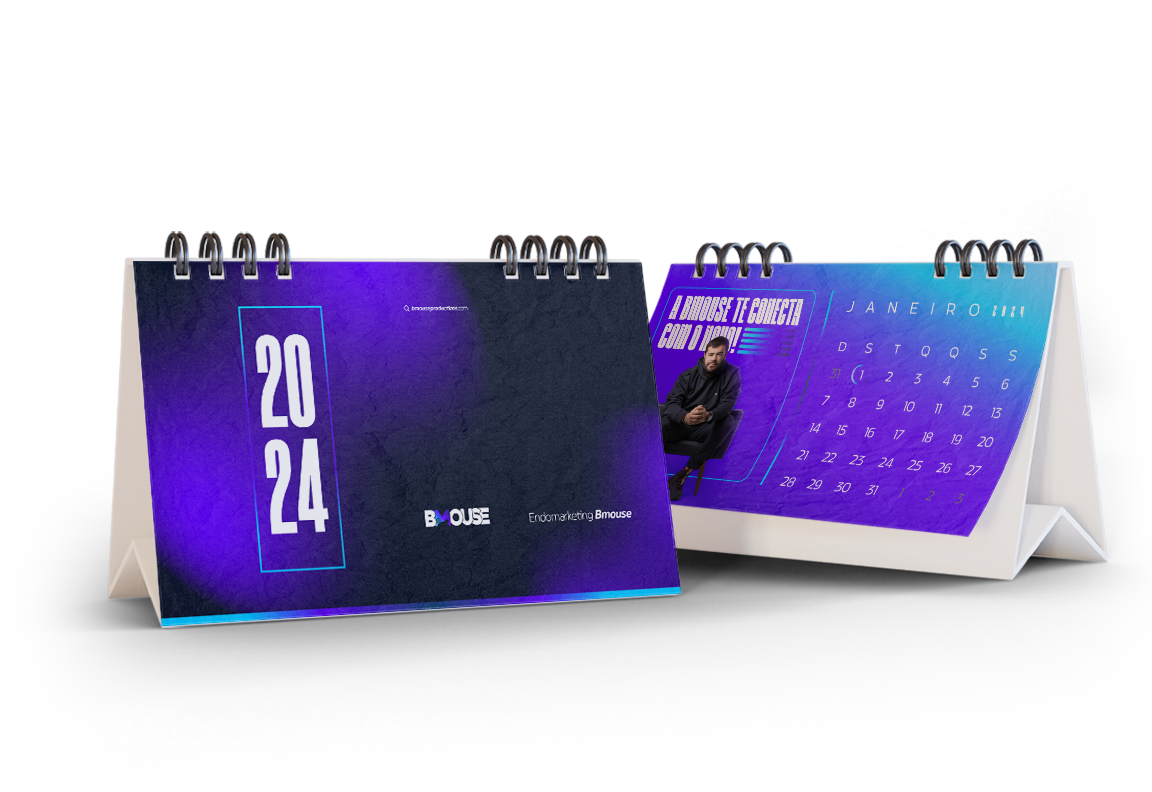 20
24
bmouseproductions.com
BMOUSE
Endomarketing Bmouse
A BMOUSE TE CONECTA
COM O NOVO!
JANEIRO 2024
D S T Q Q S S
31 1 2 3 4 5 6
7 8 9 10 11 12 13
14 15 16 17 18 19 20
21 22 23 24 25 26 27
28 29 30 31 1 2 3